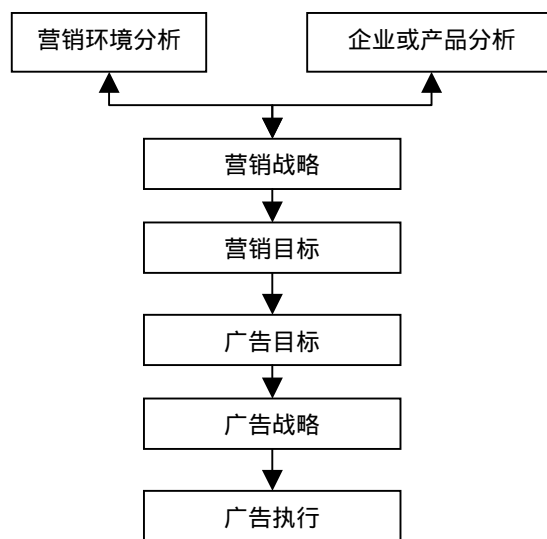 营销环境分析
企业或产品分析
营销战略
营销目标
广告目标
广告战略
广告执行